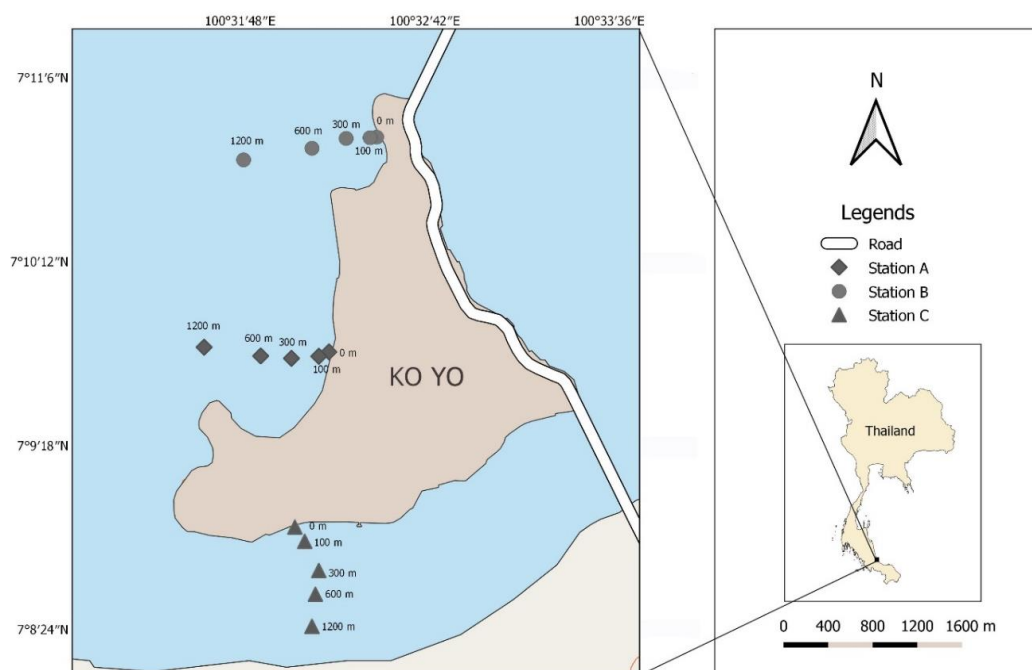 100°31'48"E 100°32'42"E 100°33'36"E
7°11'6"N
7°10'12"N
7°9'18"N
7°8'24"N
1200 m
600 m
300 m
0 m
100 m
1200 m
600 m
300 m
0 m
100 m
KO YO
0 m
100 m
300 m
600 m
1200 m
N
Legends
Road
Station A
Station B
Station C
Thailand
0 400 800 1200 1600 m